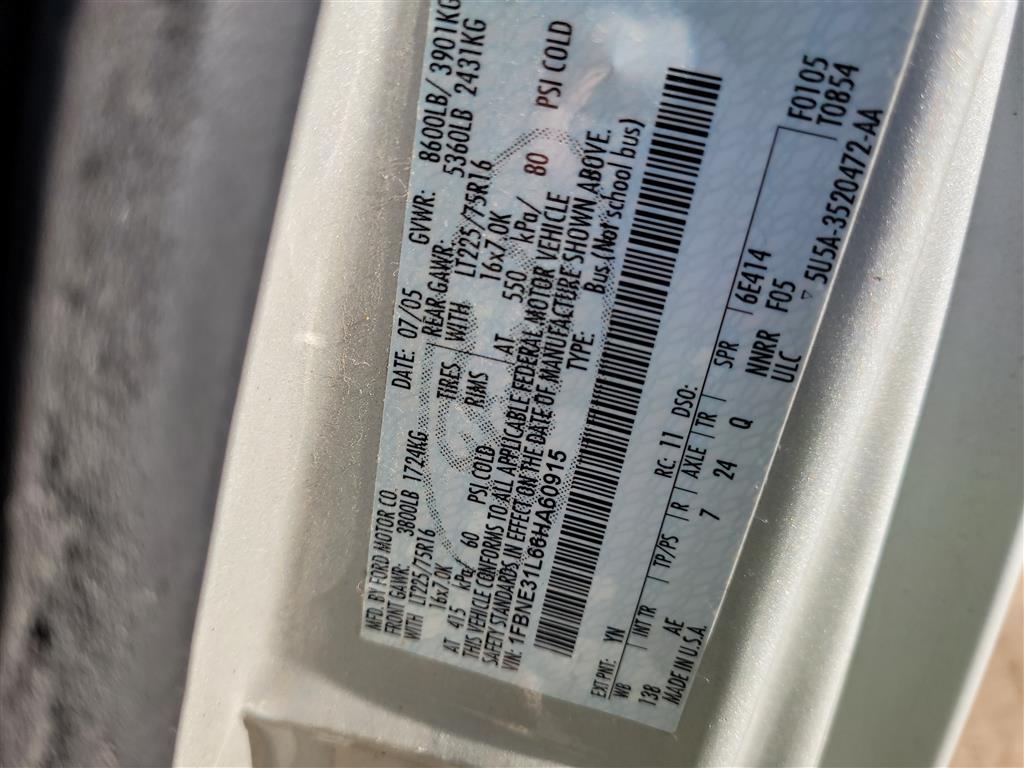 MFD. BY FORD MOTOR CO. DATE: 07/05 GVWR: 8600LB/ 3901KG
FRONT GAWR: 3800LB 1724KG REAR GAWR: 5360LB 2431KG
WITH LT225/75R16 TIRES WITH LT225/75R16
16x7.0K RIMS 16x7.0K
AT 415 kPa/ 60 PSI COLD AT 550 kPa/ 80 PSI COLD
THIS VEHICLE CONFORMS TO ALL APPLICABLE FEDERAL MOTOR VEHICLE
SAFETY STANDARDS IN EFFECT ON THE DATE OF MANUFACTURE SHOWN ABOVE.
VIN: 1FBNE31L66HA60915 TYPE: Bus(Not school bus)
EXT PNT: YN RC: 11 DSO: F0105
WB INT TR TP/PS R AXLE TR SPR 6E414 T0854
138 AE 7 24 Q NWRR F05
MADE IN U.S.A. ULC
5U5A-3520472-AA